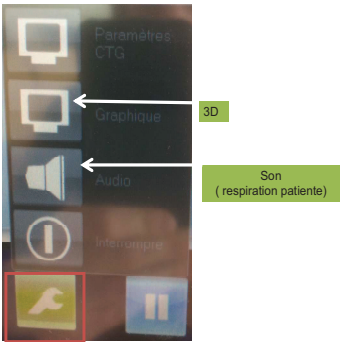 Paramètres
CTG
Graphique
3D
Son
( respiration patiente)
Audio
Interrompre